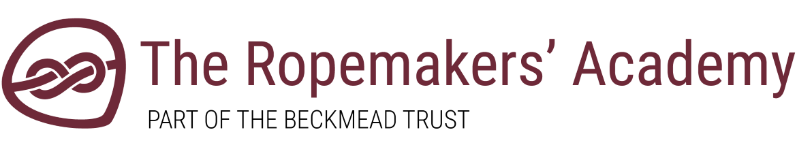 The Ropemakers’ Academy
PART OF THE BECKMEAD TRUST